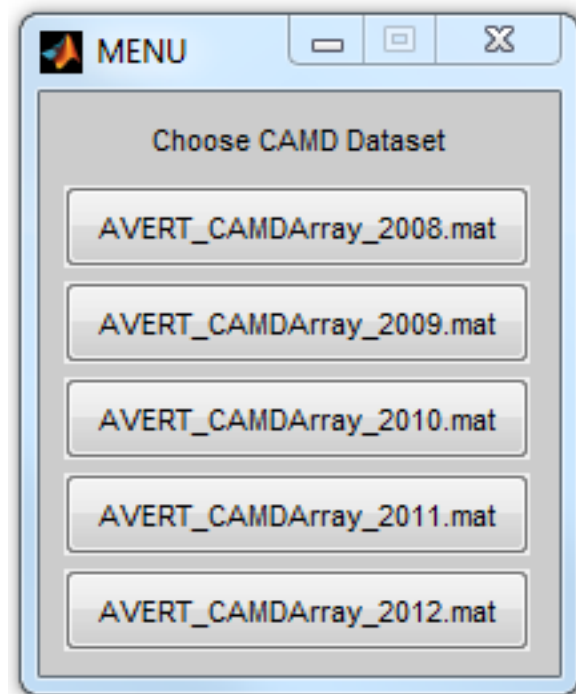 MENU
Choose CAMD Dataset
AVERT_CAMDArray_2008.mat
AVERT_CAMDArray_2009.mat
AVERT_CAMDArray_2010.mat
AVERT_CAMDArray_2011.mat
AVERT_CAMDArray_2012.mat